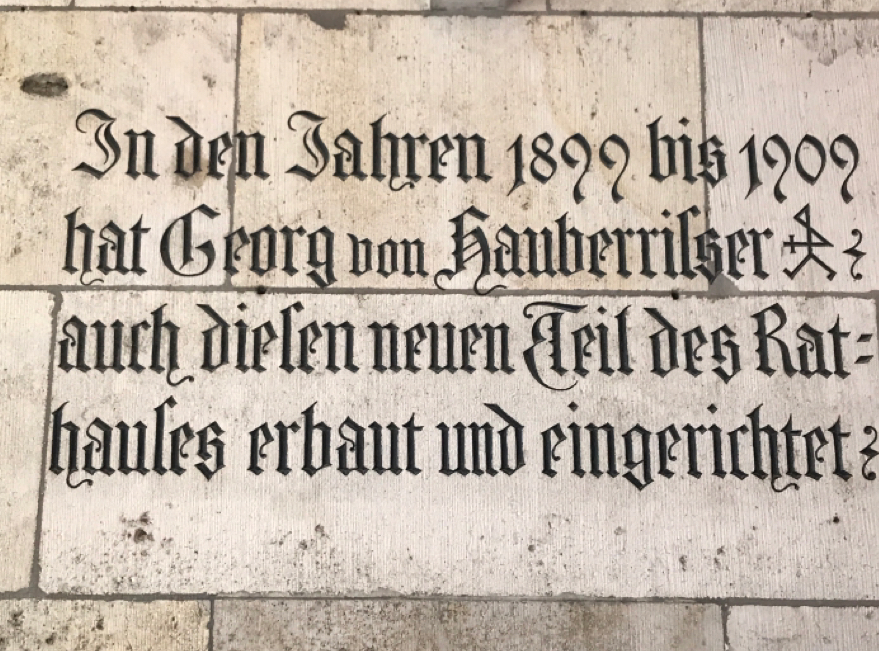 In den Jahren 1899 bis 1909
hat Georg von Hauberriſser
auch dieſen neuen Teil des Rat-
hauſes erbaut und eingerichtet